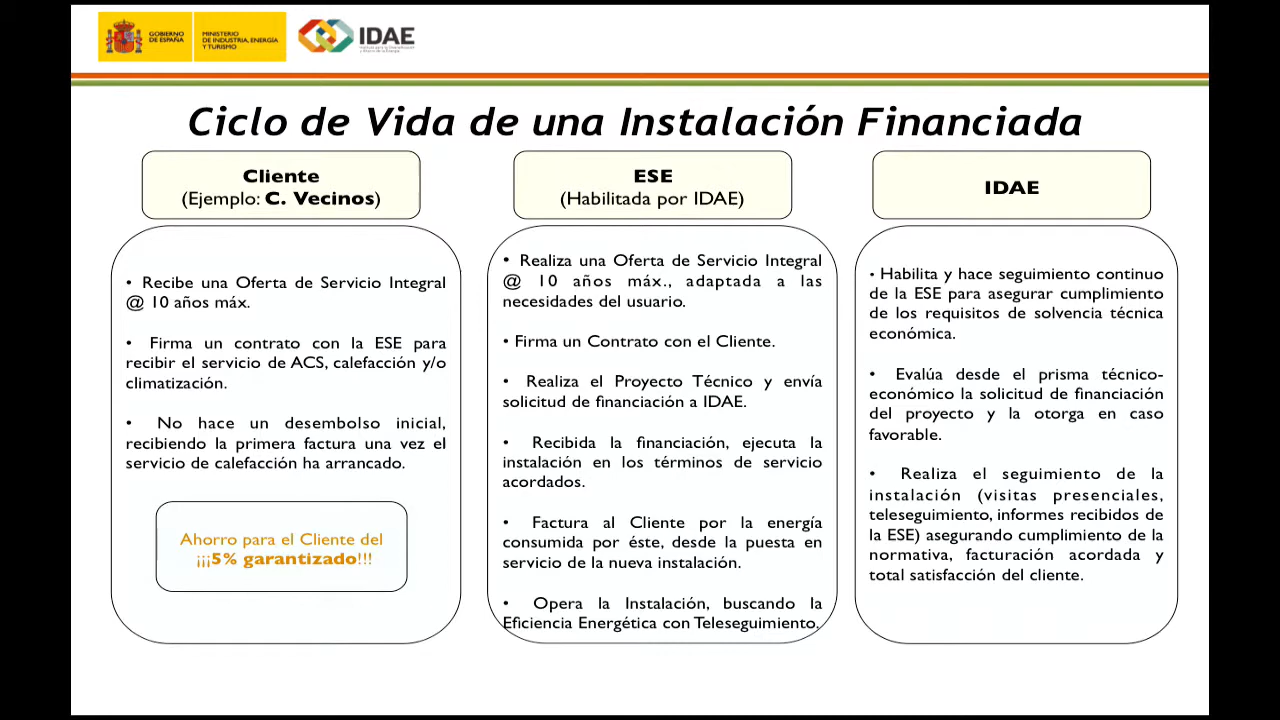 GOBIERNO
DE ESPAÑA
MINISTERIO
DE INDUSTRIA, ENERGÍA
Y TURISMO
IDAE
Ciclo de Vida de una Instalación Financiada
Cliente
(Ejemplo: C. Vecinos)
• Recibe una Oferta de Servicio Integral
@ 10 años máx.
• Firma un contrato con la ESE para
recibir el servicio de ACS, calefacción y/o
climatización.
• No hace un desembolso inicial,
recibiendo la primera factura una vez el
servicio de calefacción ha arrancado.
Ahorro para el Cliente del
¡¡¡5% garantizado!!!
ESE
(Habilitada por IDAE)
• Realiza una Oferta de Servicio Integral
@ 10 años máx., adaptada a las
necesidades del usuario.
• Firma un Contrato con el Cliente.
• Realiza el Proyecto Técnico y envía
solicitud de financiación a IDAE.
• Recibida la financiación, ejecuta la
instalación en los términos de servicio
acordados.
• Factura al Cliente por la energía
consumida por éste, desde la puesta en
servicio de la nueva instalación.
• Opera la Instalación, buscando la
Eficiencia Energética con Teleseguimiento.
IDAE
• Habilita y hace seguimiento continuo
de la ESE para asegurar cumplimiento
de los requisitos de solvencia técnica
económica.
• Evalúa desde el prisma técnico-
económico la solicitud de financiación
del proyecto y la otorga en caso
favorable.
• Realiza el seguimiento de la
instalación (visitas presenciales,
teleseguimiento, informes recibidos de
la ESE) asegurando cumplimiento de la
normativa, facturación acordada y
total satisfacción del cliente.